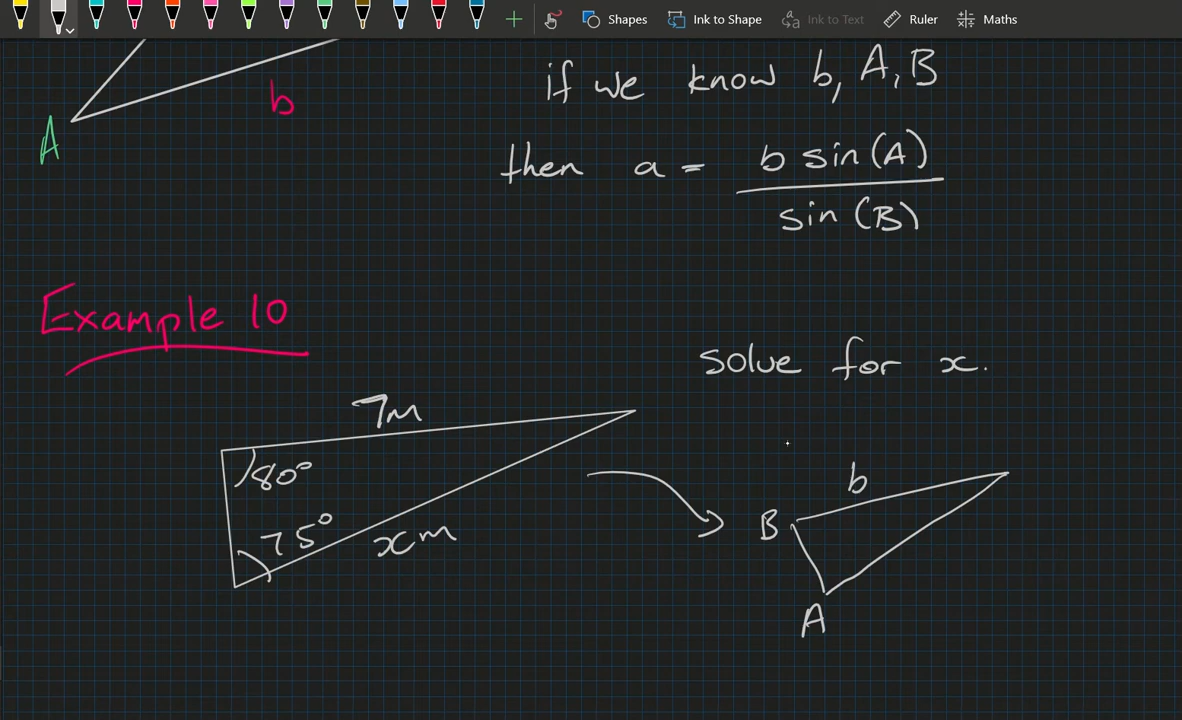 Shapes Ink to Shape Ink to Text Ruler Maths
if we know b, A, B
b
A
then a = b sin(A)
sin (B)
Example 10
solve for x.
7m
80°
b
B
75°
xm
A